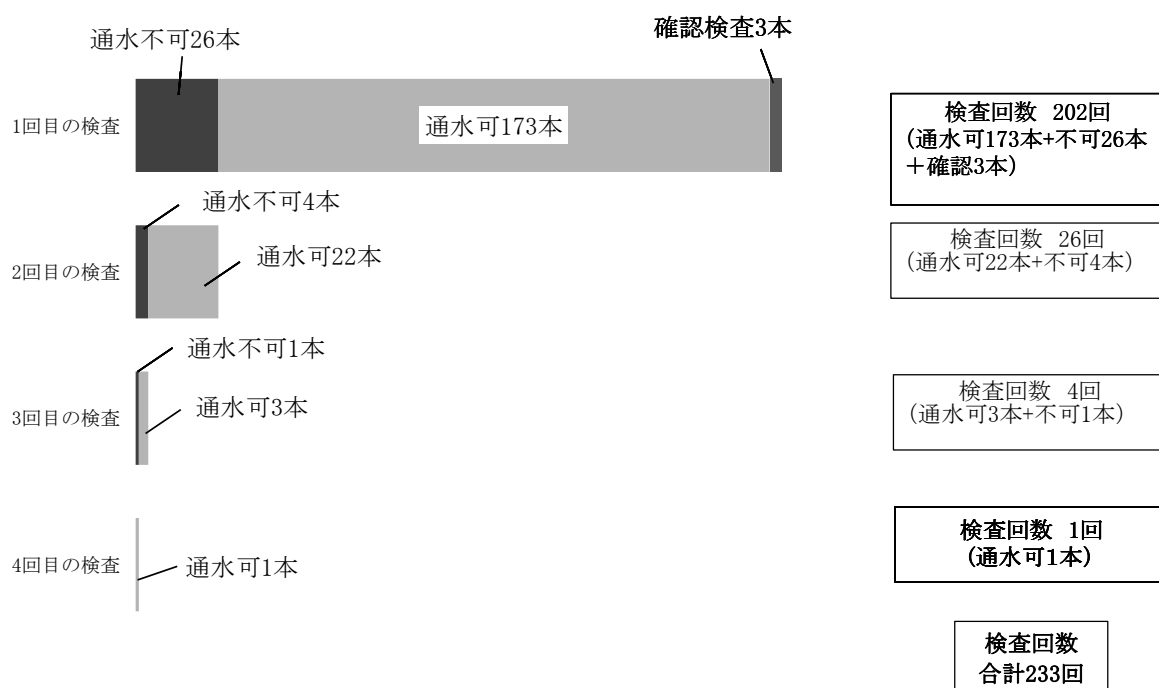 通水不可26本
確認検査3本
1回目の検査
通水可173本
検査回数 202回
(通水可173本+不可26本
+確認3本)
通水不可4本
2回目の検査
通水可22本
検査回数 26回
(通水可22本+不可4本)
通水不可1本
3回目の検査
通水可3本
検査回数 4回
(通水可3本+不可1本)
4回目の検査
通水可1本
検査回数 1回
(通水可1本)
検査回数
合計233回